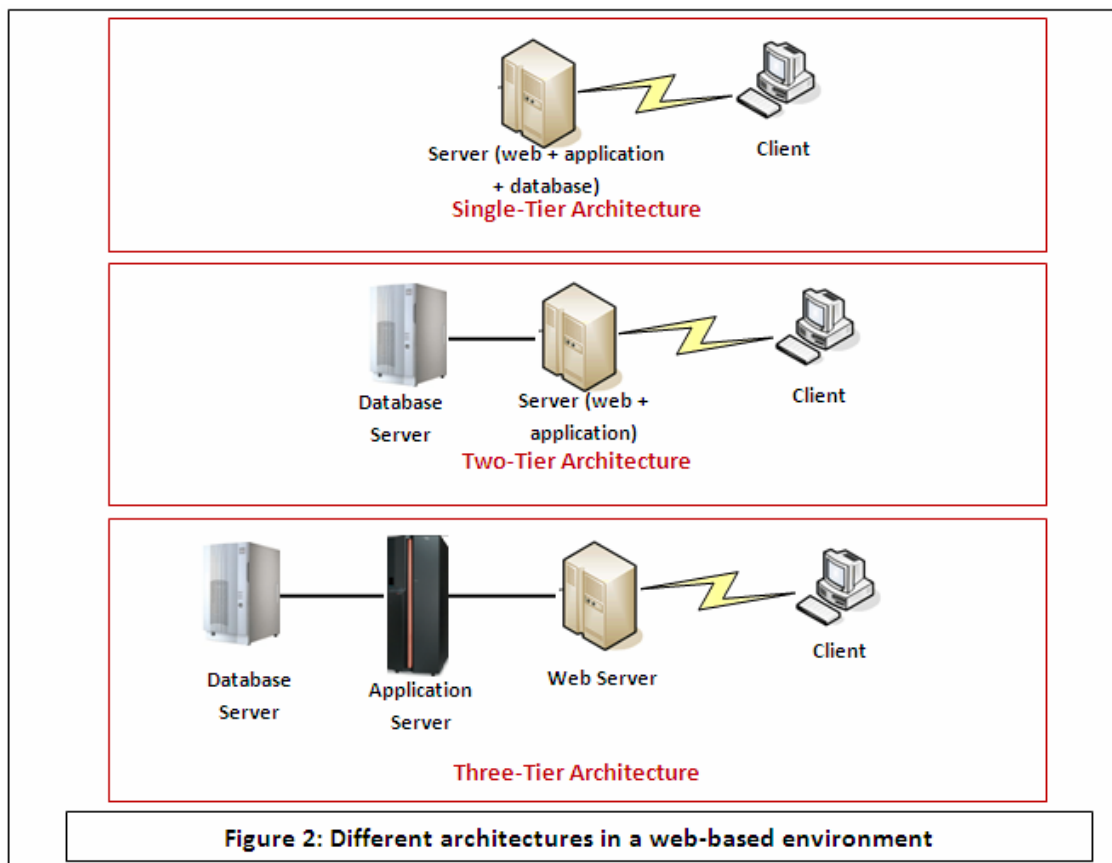 Server (web + application
+ database)
Client
Single-Tier Architecture
Database
Server
Server (web +
application)
Client
Two-Tier Architecture
Database
Server
Application
Server
Web Server
Client
Three-Tier Architecture
Figure 2: Different architectures in a web-based environment